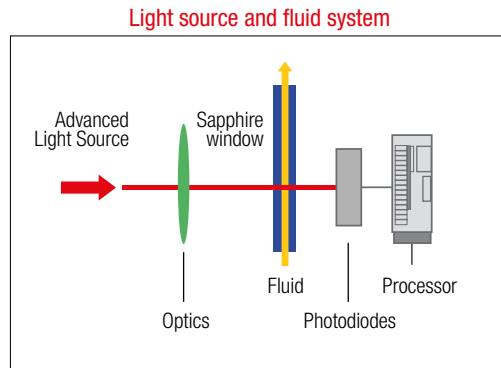 Light source and fluid system
Advanced
Light Source
Sapphire
window
Fluid
Processor
Optics
Photodiodes